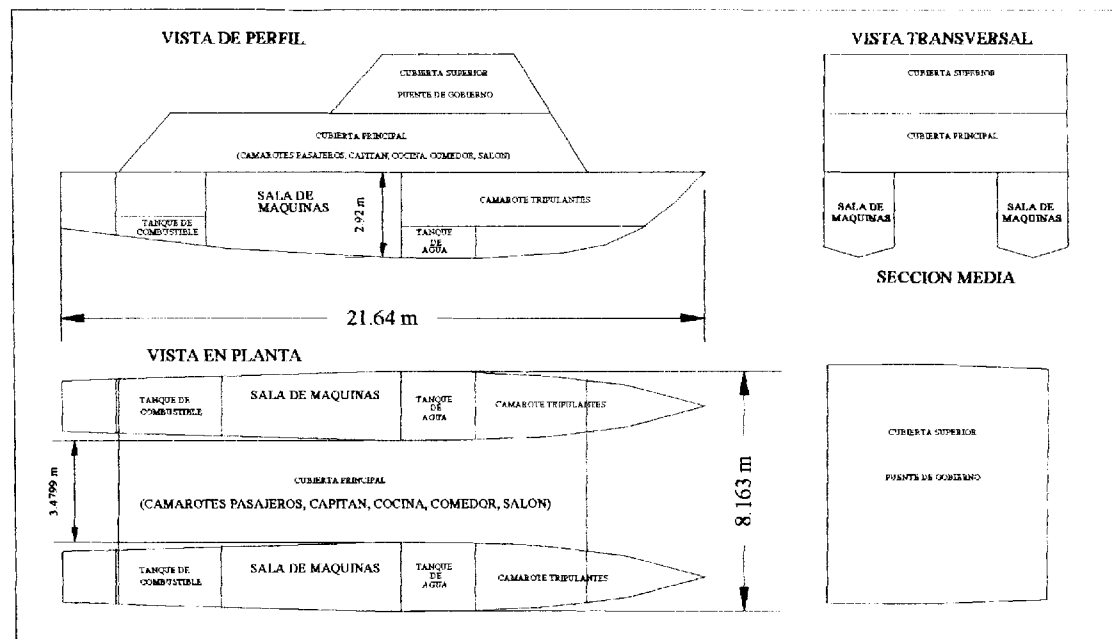 VISTA DE PERFIL
CUBIERTA SUPERIOR
PUENTE DE GOBIERNO
CUBIERTA PRINCIPAL
(CAMAROTES PASAJEROS, CAPITAN, COCINA, COMEDOR, SALON)
SALA DE
MAQUINAS
2.92 m
CAMAROTE TRIPULANTES
TANQUE DE
COMBUSTIBLE
TANQUE
DE
AGUA
21.64 m
VISTA TRANSVERSAL
CUBIERTA SUPERIOR
CUBIERTA PRINCIPAL
SALA DE
MAQUINAS
SALA DE
MAQUINAS
SECCION MEDIA
VISTA EN PLANTA
TANQUE DE
COMBUSTIBLE
SALA DE MAQUINAS
TANQUE
DE
AGUA
CAMAROTE TRIPULANTES
3.4799 m
CUBIERTA PRINCIPAL
(CAMAROTES PASAJEROS, CAPITAN, COCINA, COMEDOR, SALON)
8.163 m
TANQUE DE
COMBUSTIBLE
SALA DE MAQUINAS
TANQUE
DE
AGUA
CAMAROTE TRIPULANTES
CUBIERTA SUPERIOR
PUENTE DE GOBIERNO